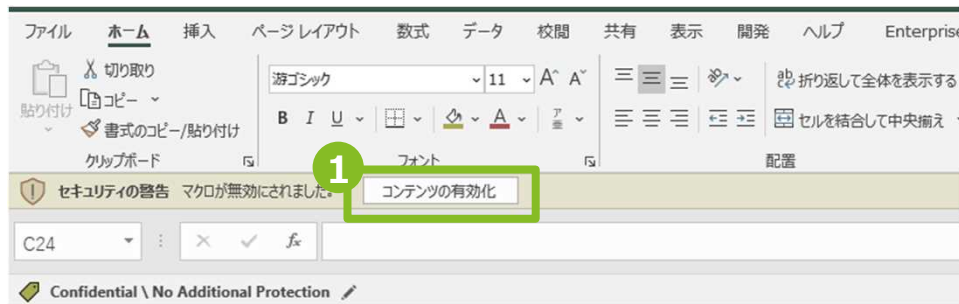 ファイル ホーム 挿入 ページ レイアウト 数式 データ 校閲 共有 表示 開発 ヘルプ Enterprise
切り取り
貼り付け
コピー
書式のコピー/貼り付け
クリップボード
游ゴシック 11 A^ A˅
B I U A ア亜
フォント
ab 折り返して全体を表示する
セルを結合して中央揃え
配置
1
セキュリティの警告 マクロが無効にされました。 コンテンツの有効化
C24 fx
Confidential \ No Additional Protection